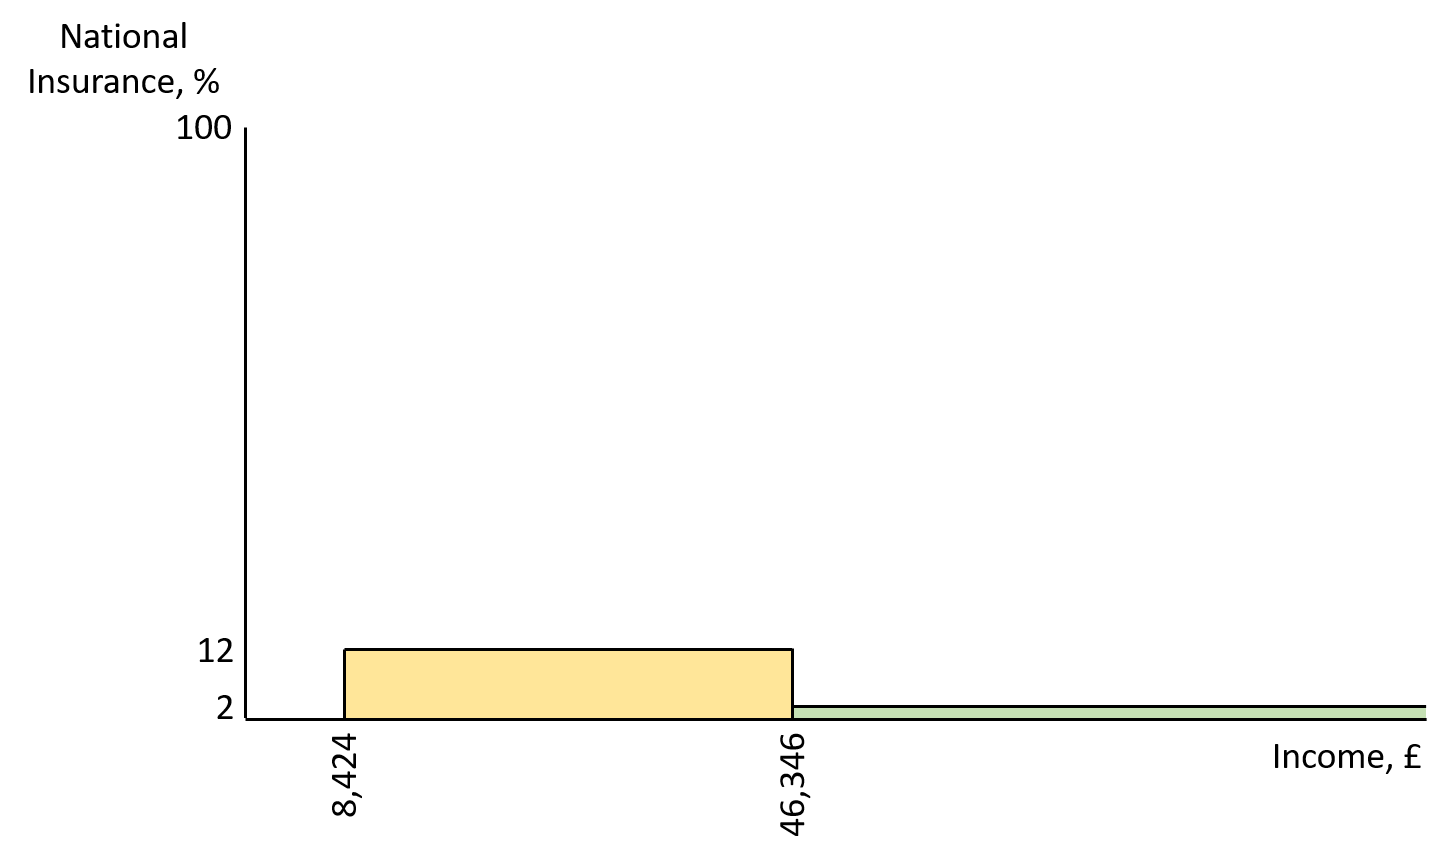 National
Insurance, %
100
12
2
8,424
46,346
Income, £